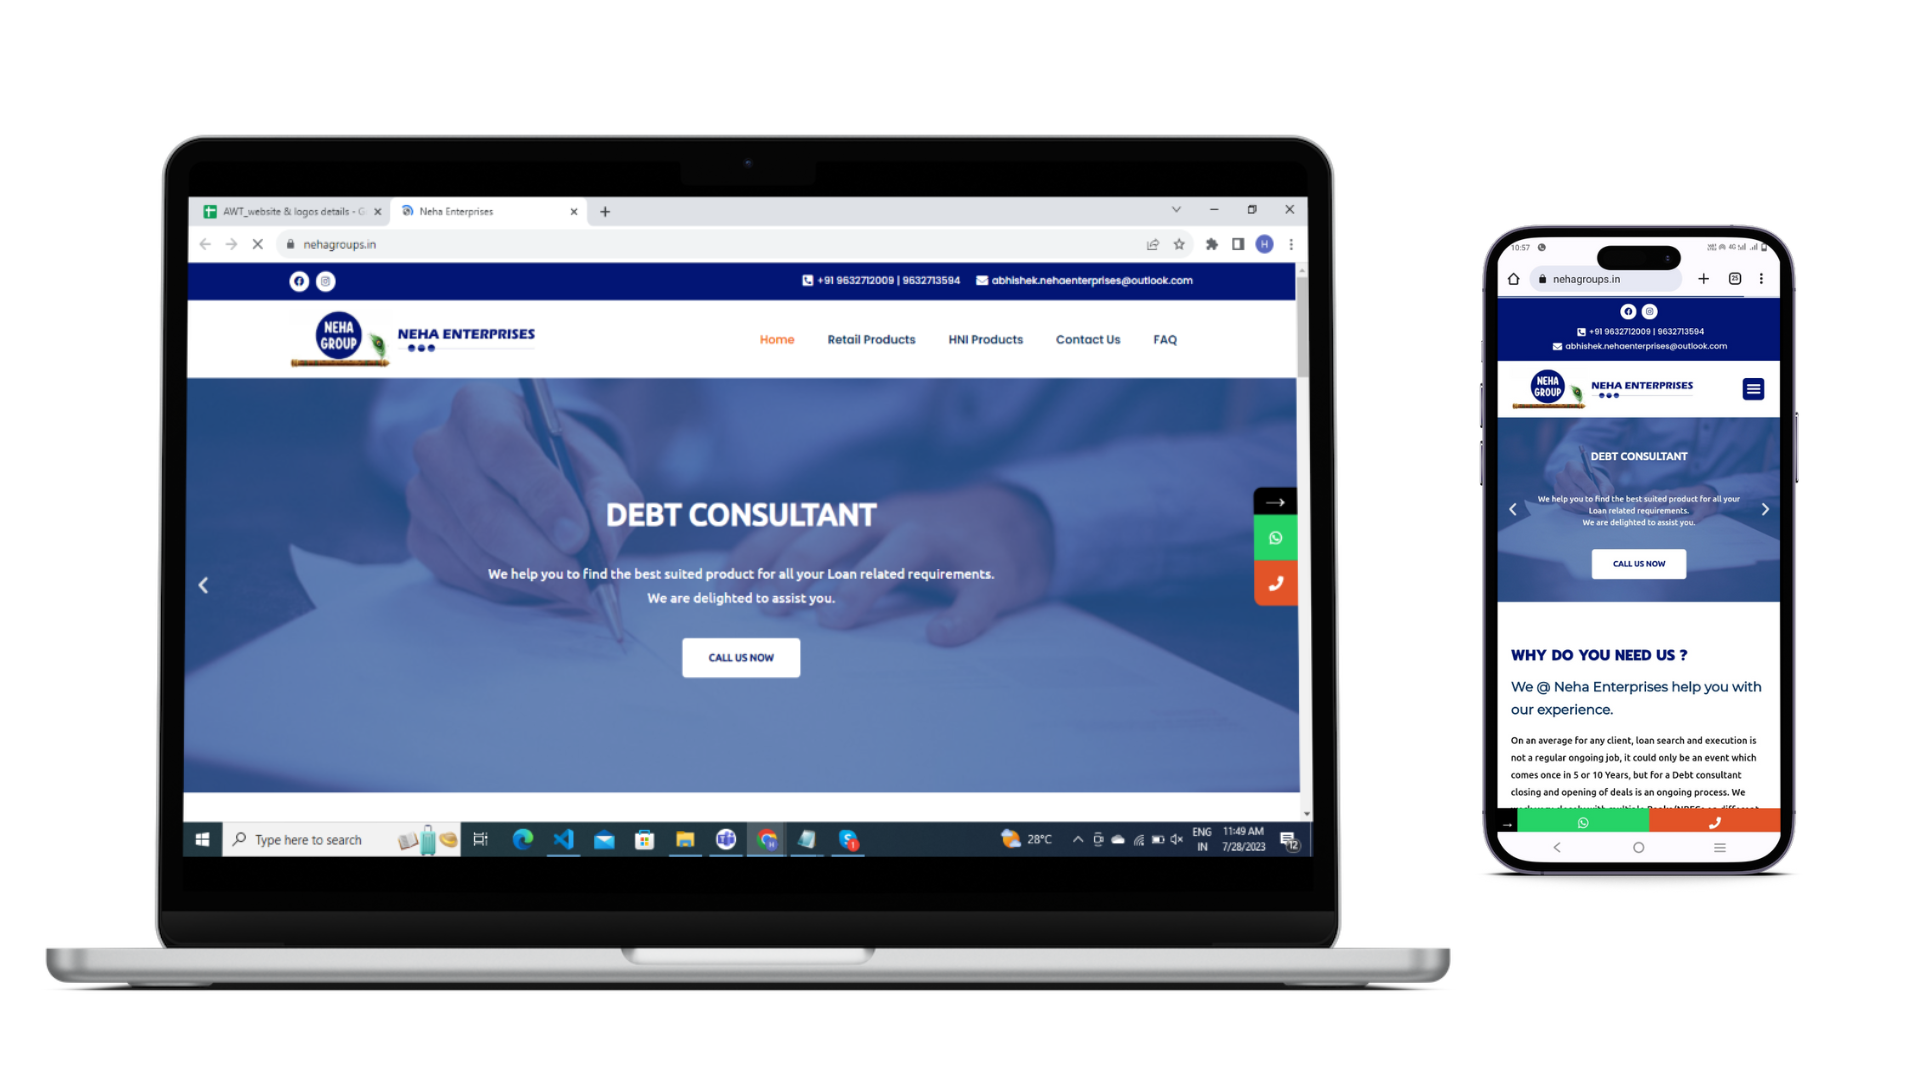 AWT_website & logos details - G
Neha Enterprises
nehagroups.in
H
+91 9632712009 | 9632713594
abhishek.nehaenterprises@outlook.com
NEHA
GROUP
NEHA ENTERPRISES
Home
Retail Products
HNI Products
Contact Us
FAQ
DEBT CONSULTANT
We help you to find the best suited product for all your Loan related requirements.
We are delighted to assist you.
CALL US NOW
Type here to search
28°C
ENG
IN
11:49 AM
7/28/2023
12
10:57
4G
nehagroups.in
25
+91 9632712009 | 9632713594
abhishek.nehaenterprises@outlook.com
NEHA
GROUP
NEHA ENTERPRISES
DEBT CONSULTANT
We help you to find the best suited product for all your
Loan related requirements.
We are delighted to assist you.
CALL US NOW
WHY DO YOU NEED US ?
We @ Neha Enterprises help you with
our experience.
On an average for any client, loan search and execution is
not a regular ongoing job, it could only be an event which
comes once in 5 or 10 Years, but for a Debt consultant
closing and opening of deals is an ongoing process. We